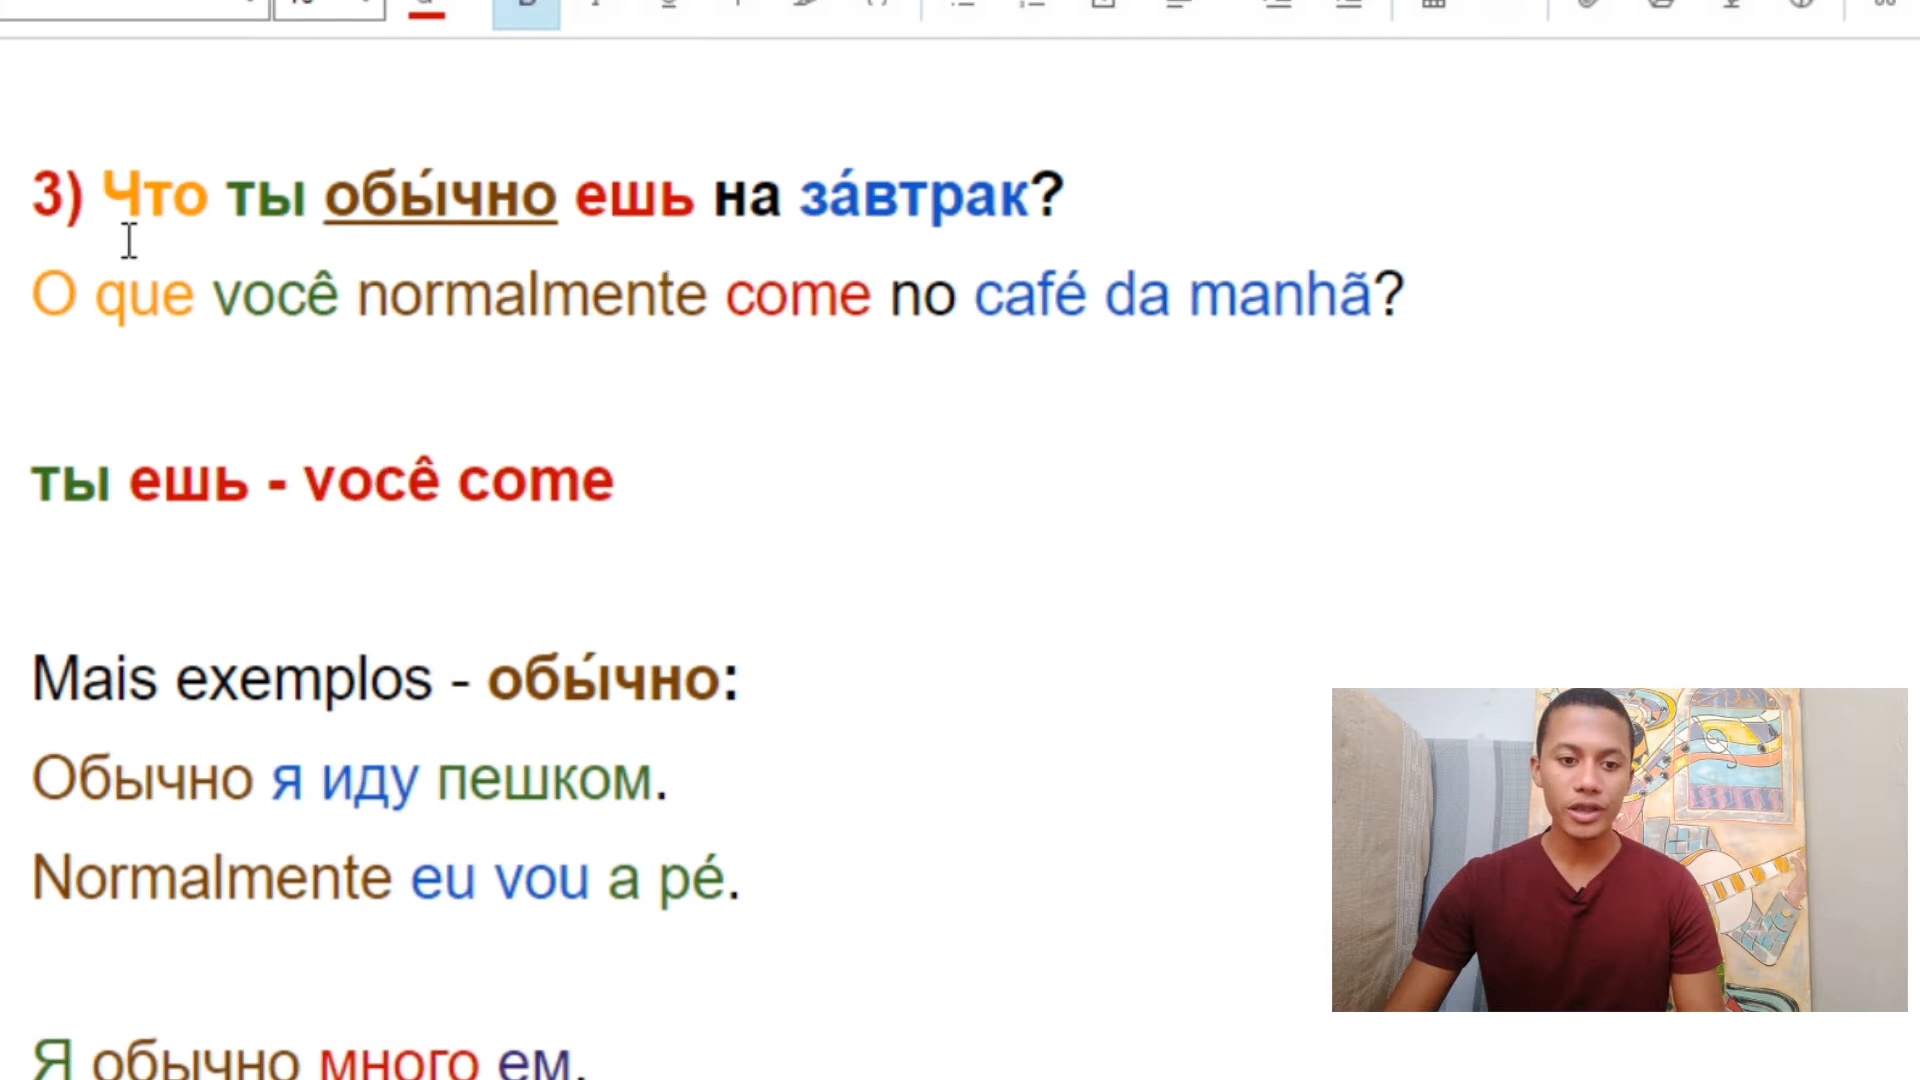 3) Что ты обы́чно ешь на за́втрак?
O que você normalmente come no café da manhã?
ты ешь - você come
Mais exemplos - обы́чно:
Обычно я иду пешком.
Normalmente eu vou a pé.
Я обычно много ем.